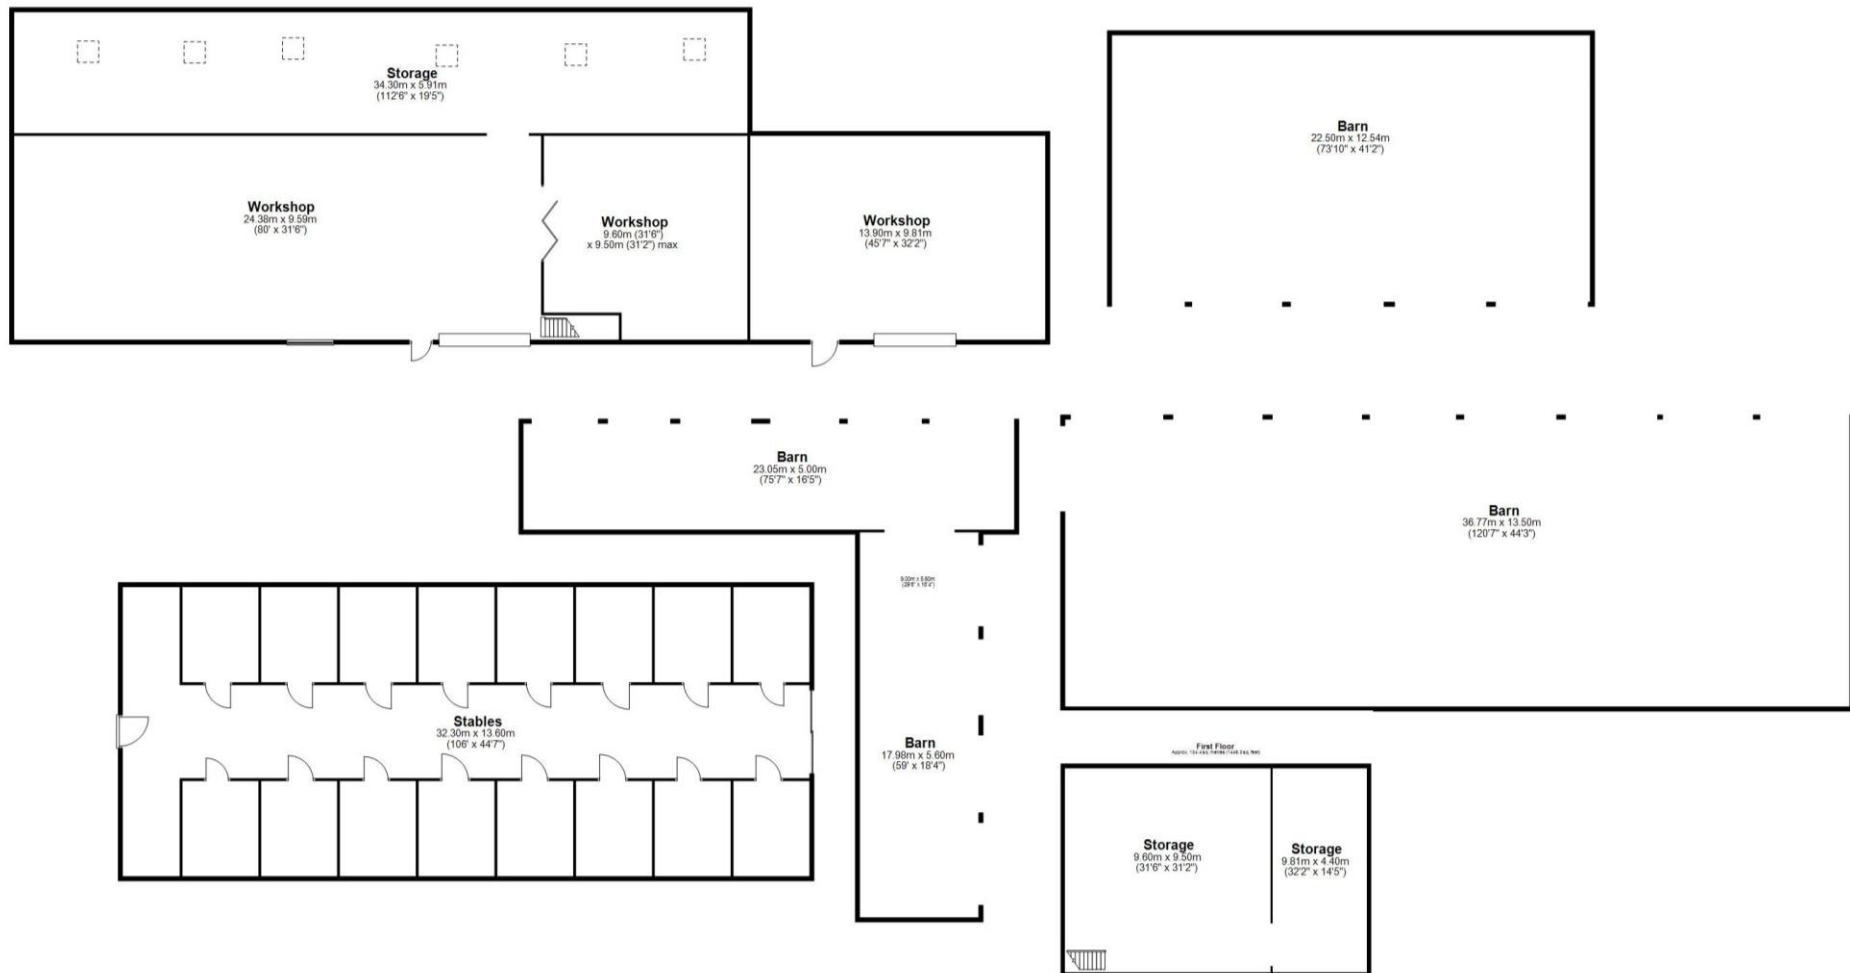 Storage
34.30m x 5.91m
(112'6" x 19'5")
Barn
22.50m x 12.54m
(73'10" x 41'2")
Workshop
24.38m x 9.59m
(80' x 31'6")
Workshop
9.60m (31'6")
x 9.50m (31'2") max
Workshop
13.90m x 9.81m
(45'7" x 32'2")
Barn
23.05m x 5.00m
(75'7" x 16'5")
Barn
36.77m x 13.50m
(120'7" x 44'3")
Stables
32.30m x 13.60m
(106' x 44'7")
Barn
17.98m x 5.60m
(59' x 18'4")
First Floor
Storage
9.60m x 9.50m
(31'6" x 31'2")
Storage
9.81m x 4.40m
(32'2" x 14'5")